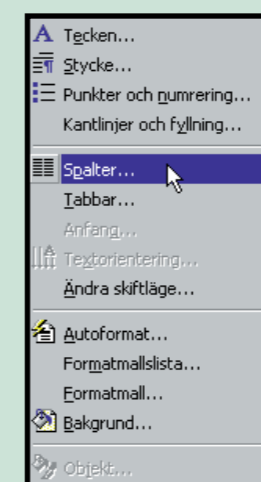 Tecken...
Stycke...
Punkter och numrering...
Kantlinjer och fyllning...
Spalter...
Tabbar...
Anfang...
Textorientering...
Ändra skiftläge...
Autoformat...
Formatmallslista...
Formatmall...
Bakgrund...
Objekt...